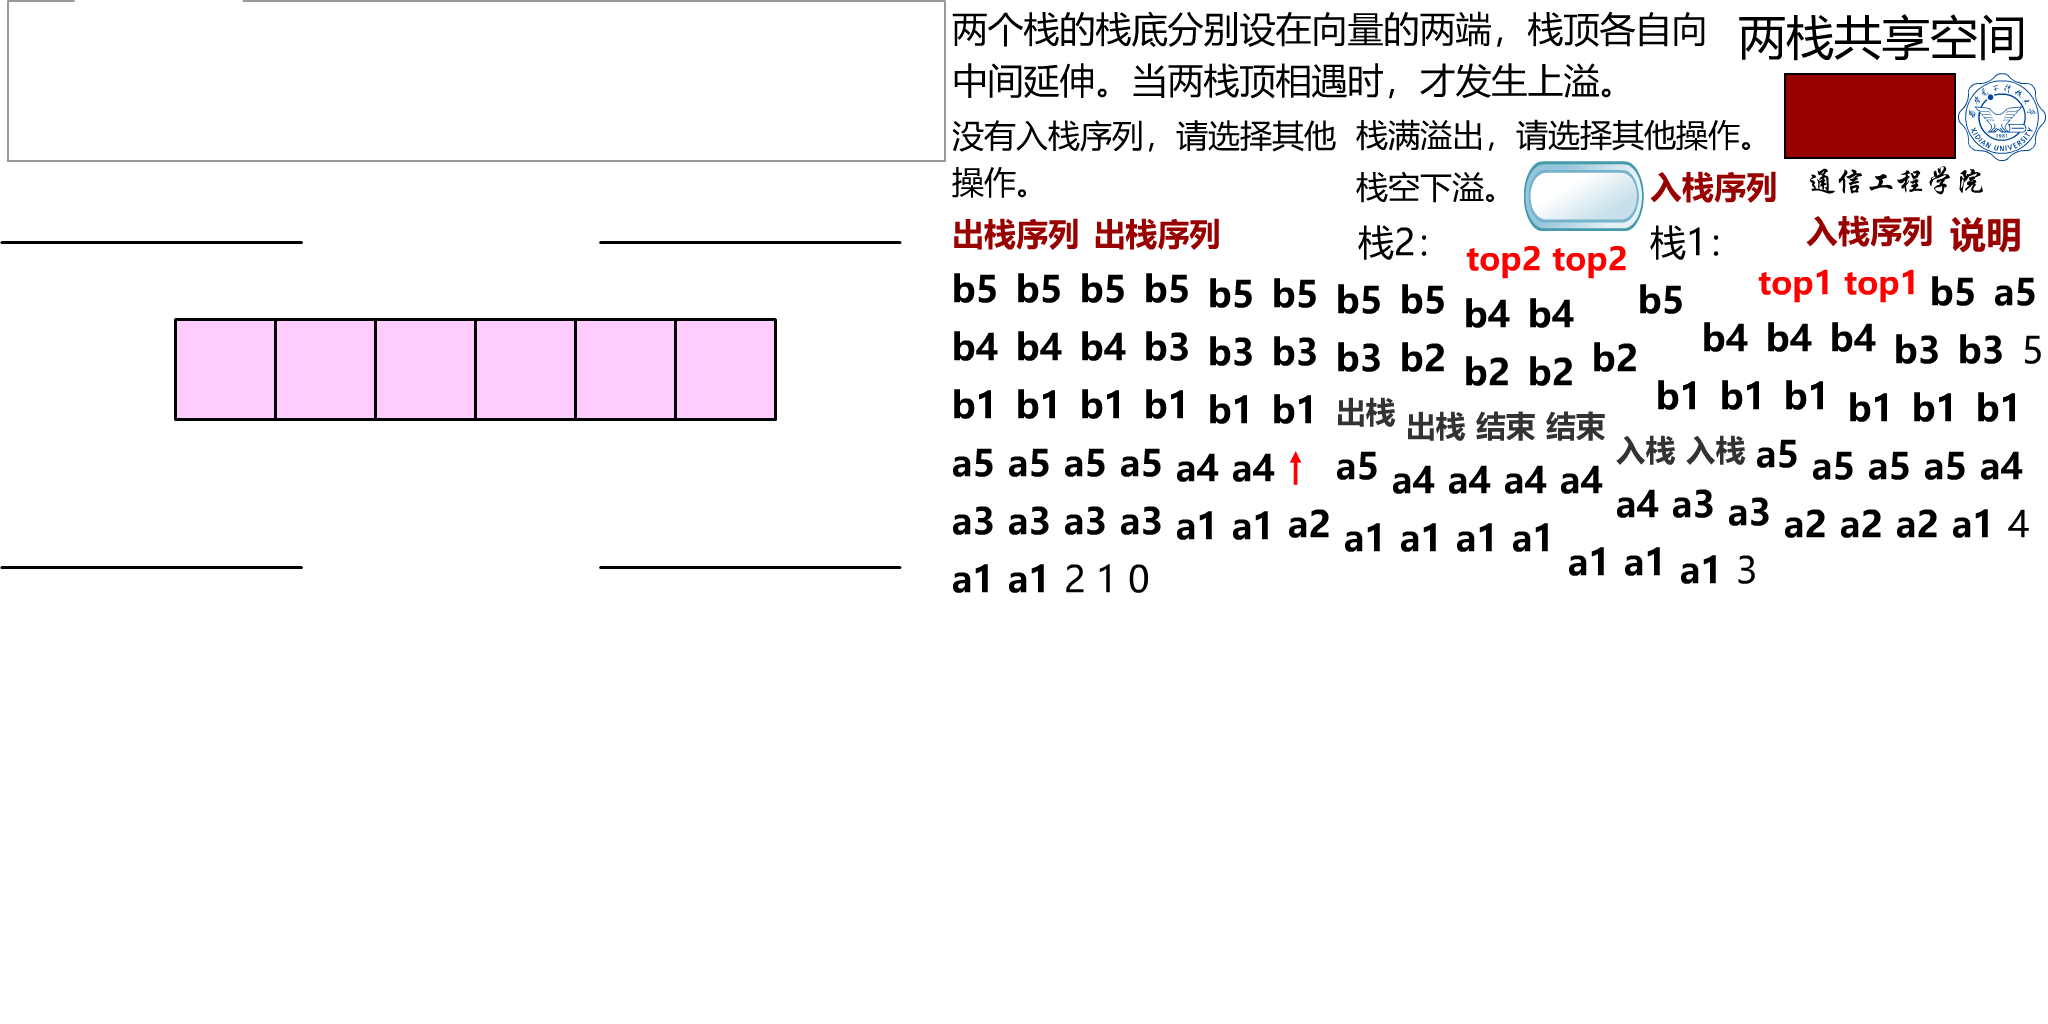 两个栈的栈底分别设在向量的两端，栈顶各自向
中间延伸。当两栈顶相遇时，才发生上溢。
两栈共享空间
没有入栈序列，请选择其他
操作。
栈满溢出，请选择其他操作。
栈空下溢。
入栈序列
XIDIAN UNIVERSITY
1931
通信工程学院
出栈序列 出栈序列
栈2：
top2 top2
栈1：
入栈序列 说明
top1 top1
b5 b5 b5 b5 b5 b5 b5 b5 b4 b4 b5 b5 a5
b4 b4 b4 b3 b3 b3 b3 b2 b2 b2 b2 b4 b4 b4 b3 b3 5
b1 b1 b1 b1 b1 b1 出栈 出栈 结束 结束 b1 b1 b1 b1 b1 b1
a5 a5 a5 a5 a4 a4 a5 a4 a4 a4 a4 入栈 入栈 a5 a5 a5 a5 a4
a3 a3 a3 a3 a1 a1 a2 a1 a1 a1 a1 a4 a3 a3 a2 a2 a2 a1 4
a1 a1 2 1 0 a1 a1 a1 3